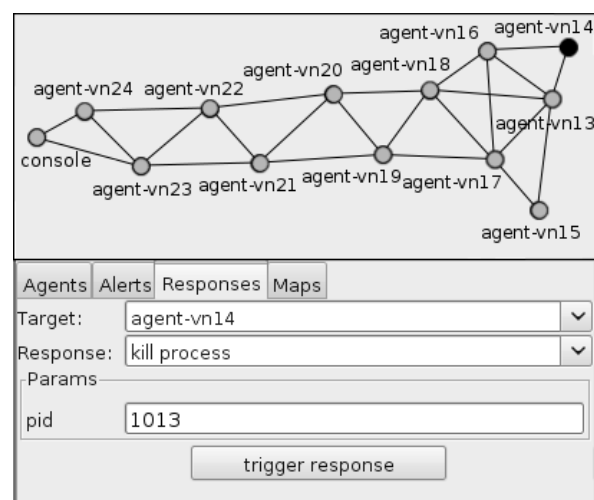 agent-vn14
agent-vn16
agent-vn20 agent-vn18
agent-vn24 agent-vn22
agent-vn13
console
agent-vn23 agent-vn21 agent-vn19 agent-vn17
agent-vn15
Agents Alerts Responses Maps
Target: agent-vn14
Response: kill process
Params
pid 1013
trigger response